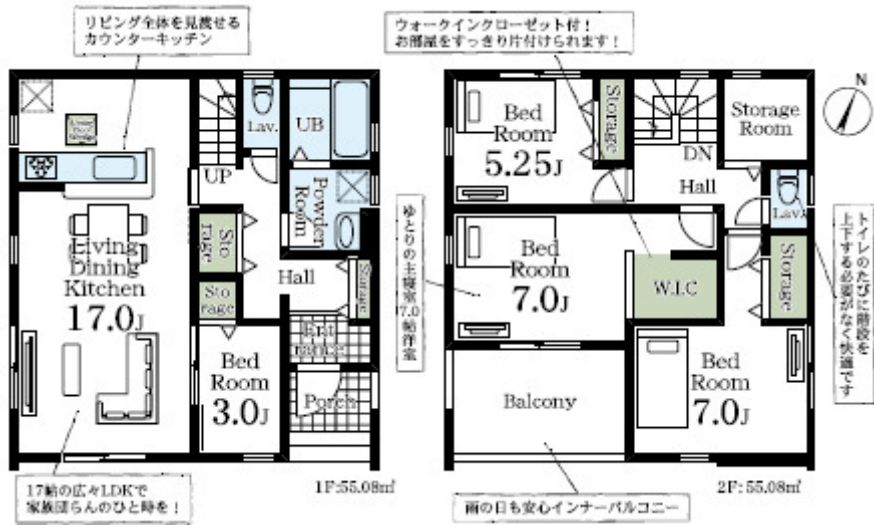 リビング全体を見渡せる
カウンターキッチン
ウォークインクローゼット付！
お部屋をすっきり片付けられます！
N
Lav.
UB
UP
Powder
Room
Living
Dining
Kitchen
17.0J
Sto
rage
Sto
rage
Hall
Storage
Ent
rance
Bed
Room
3.0J
Porch
17帖の広々LDKで
家族団らんのひと時を！
1F:55.08㎡
Bed
Room
5.25J
Storage
DN
Storage
Room
Hall
Lav.
ゆとりの主寝室
7.0帖洋室
Bed
Room
7.0J
W.I.C
Storage
トイレのたびに階段を
上下する必要がなく快適です
Balcony
Bed
Room
7.0J
雨の日も安心インナーバルコニー
2F:55.08㎡